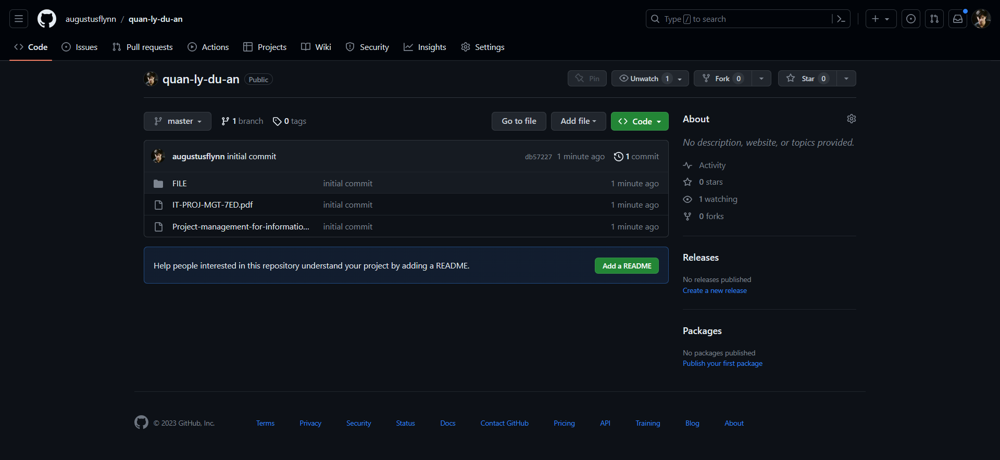 augustusflynn / quan-ly-du-an
Type / to search
Code Issues Pull requests Actions Projects Wiki Security Insights Settings
quan-ly-du-an Public
Pin Unwatch 1 Fork 0 Star 0
master 1 branch 0 tags Go to file Add file Code
augustusflynn initial commit db57227 1 minute ago 1 commit
FILE initial commit 1 minute ago
IT-PROJ-MGT-7ED.pdf initial commit 1 minute ago
Project-management-for-informatio... initial commit 1 minute ago
Help people interested in this repository understand your project by adding a README. Add a README
About
No description, website, or topics provided.
Activity
0 stars
1 watching
0 forks
Releases
No releases published
Create a new release
Packages
No packages published
Publish your first package
© 2023 GitHub, Inc. Terms Privacy Security Status Docs Contact GitHub Pricing API Training Blog About